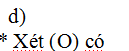 d)
* Xét (O) có